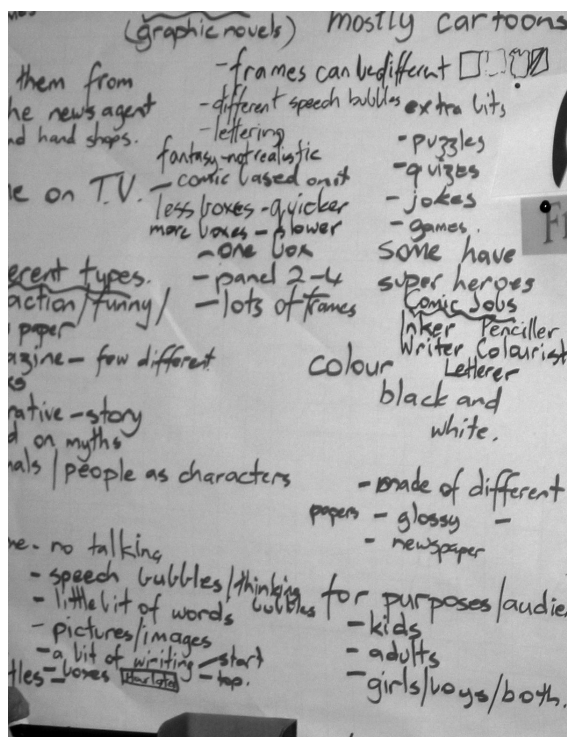 (graphic novels) mostly cartoons
- frames can be different
them from
- different speech bubbles extra bits
he news agent
- lettering
nd hand shops.
- puzzles
fantasy - not realistic
- quizes
e on T.V. - comic based on it
- jokes
less boxes - quicker
more boxes - slower
- games.
- one box
some have
erent types. - panel 2-4
super heroes
action/funny/ - lots of frames
Comic Jobs
paper
Inker Penciller
Writer Colourist
azine - few different
colour Letterer
black and
rative - story
white.
d on myths
als / people as characters
- made of different
papers - glossy -
- newspaper
e. no talking
- speech bubbles/thinking
bubbles
- little bit of words
for purposes/audie
- pictures/images
- kids
- a bit of writing - start
- adults
tles - boxes - top.
- girls/boys/both.